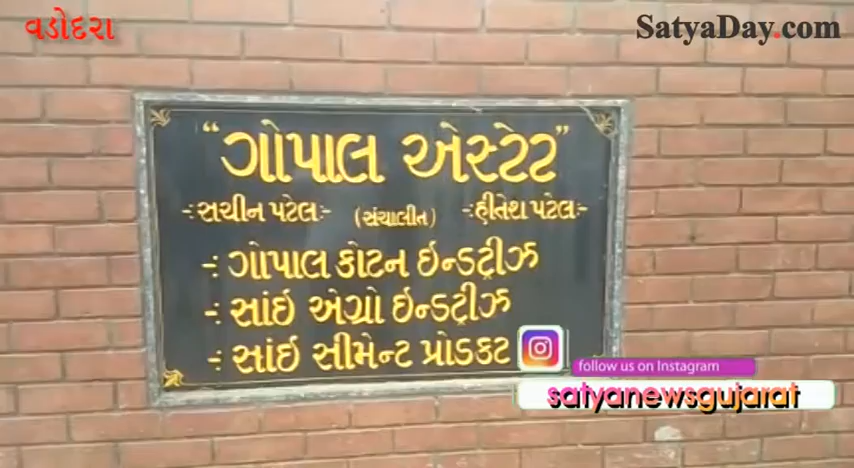 વડોદરા
SatyaDay.com
"ગોપાલ એસ્ટેટ"
-:સચીન પટેલ:- (સંચાલીત) -:હીતેશ પટેલ:-
-:- ગોપાલ કોટન ઇન્ડટ્રીઝ
-:- સાંઇ એગ્રો ઇન્ડટ્રીઝ
-:- સાંઇ સીમેન્ટ પ્રોડકટ
follow us on Instagram
satyanewsgujarat